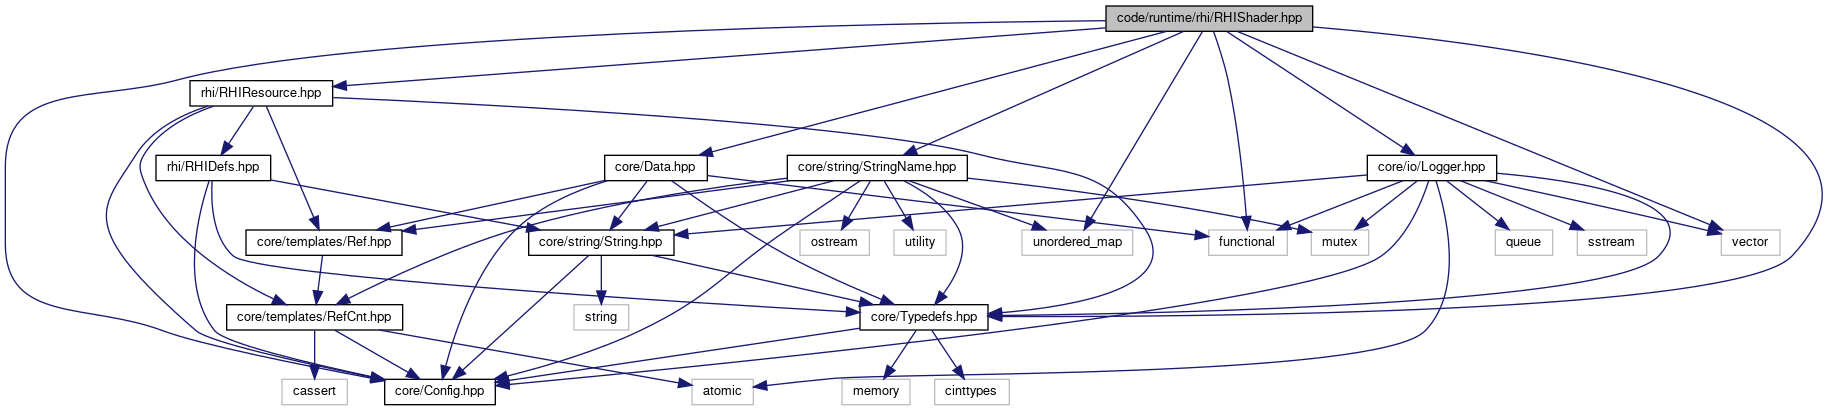 code/runtime/rhi/RHIShader.hpp
rhi/RHIResource.hpp
rhi/RHIDefs.hpp
core/Data.hpp
core/string/StringName.hpp
core/io/Logger.hpp
core/templates/Ref.hpp
core/string/String.hpp
ostream
utility
unordered_map
functional
mutex
queue
sstream
vector
core/templates/RefCnt.hpp
string
core/Typedefs.hpp
cassert
core/Config.hpp
atomic
memory
cinttypes